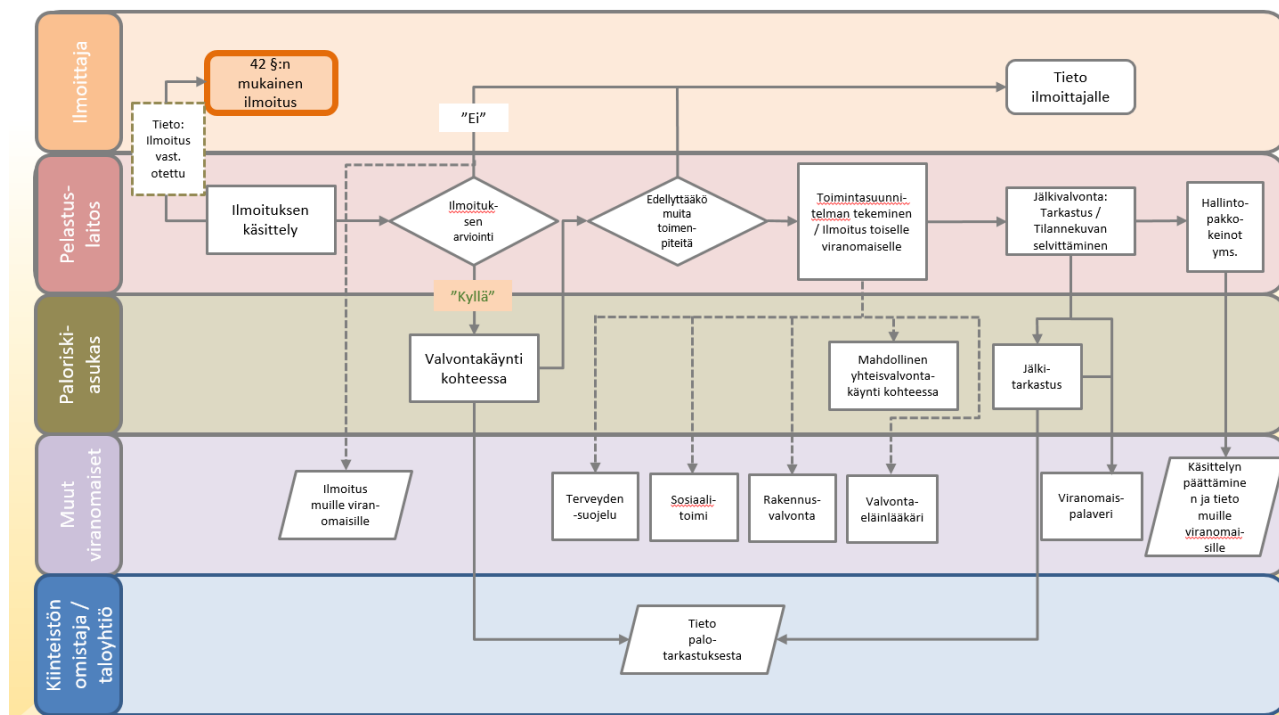 Ilmoittaja
42 §:n
mukainen
ilmoitus
Tieto
ilmoittajalle
Tieto:
Ilmoitus
vast.
otettu
"Ei"
Pelastus-
laitos
Ilmoituksen
käsittely
Ilmoituk-
sen
arviointi
Edellyttääkö
muita
toimen-
piteitä
Toimintasuunni-
telman tekeminen
/ Ilmoitus toiselle
viranomaiselle
Jälkivalvonta:
Tarkastus /
Tilannekuvan
selvittäminen
Hallinto-
pakko-
keinot
yms.
"Kyllä"
Paloriski-
asukas
Valvontakäynti
kohteessa
Mahdollinen
yhteisvalvonta-
käynti kohteessa
Jälki-
tarkastus
Muut
viranomaiset
Ilmoitus
muille viran-
omaisille
Terveyden
-suojelu
Sosiaali-
toimi
Rakennus-
valvonta
Valvonta-
eläinlääkäri
Viranomais-
palaveri
Käsittelyn
päättämine
n ja tieto
muille
viranomai-
sille
Kiinteistön
omistaja /
taloyhtiö
Tieto
palo-
tarkastuksesta